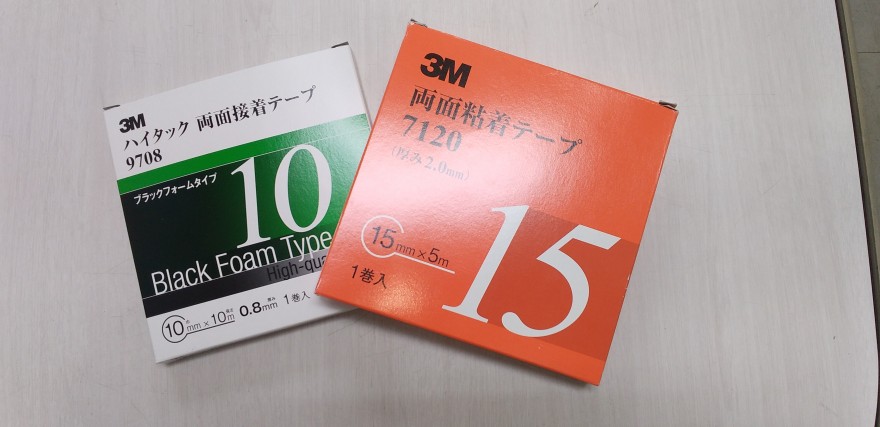 3M
ハイタック 両面接着テープ
9708
ブラックフォームタイプ
10
Black Foam Type
10mm×10m 0.8mm 1巻入
3M
両面粘着テープ
7120
(厚み2.0mm)
15mm×5m
1巻入
15